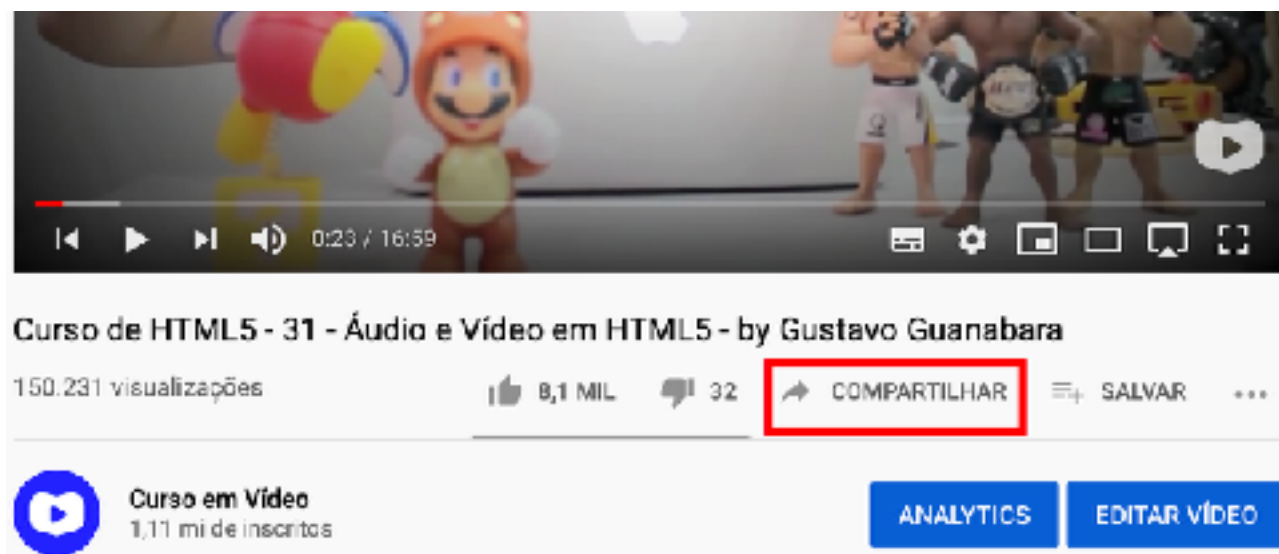 0:23 / 16:59
Curso de HTML5 - 31 - Áudio e Vídeo em HTML5 - by Gustavo Guanabara
150.231 visualizações 8,1 MIL 32 COMPARTILHAR SALVAR
Curso em Vídeo
1,11 mi de inscritos
ANALYTICS EDITAR VÍDEO